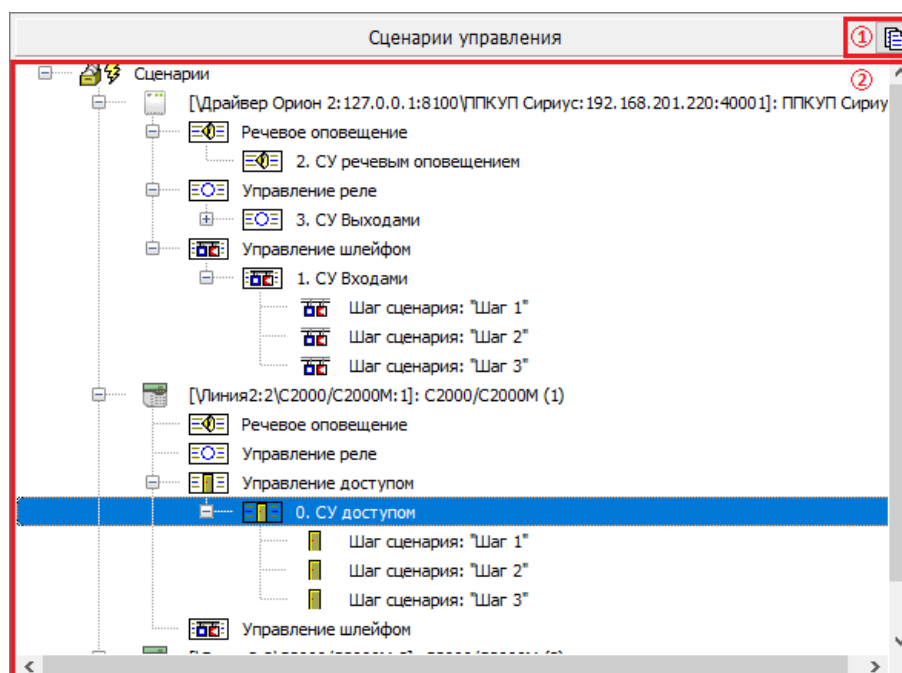 Сценарии управления
①
②
Сценарии
[\Драйвер Орион 2:127.0.0.1:8100\ППКУП Сириус:192.168.201.220:40001]: ППКУП Сириу
Речевое оповещение
2. СУ речевым оповещением
Управление реле
3. СУ Выходами
Управление шлейфом
1. СУ Входами
Шаг сценария: "Шаг 1"
Шаг сценария: "Шаг 2"
Шаг сценария: "Шаг 3"
[\Линия2:2\С2000/С2000М:1]: С2000/С2000М (1)
Речевое оповещение
Управление реле
Управление доступом
0. СУ доступом
Шаг сценария: "Шаг 1"
Шаг сценария: "Шаг 2"
Шаг сценария: "Шаг 3"
Управление шлейфом